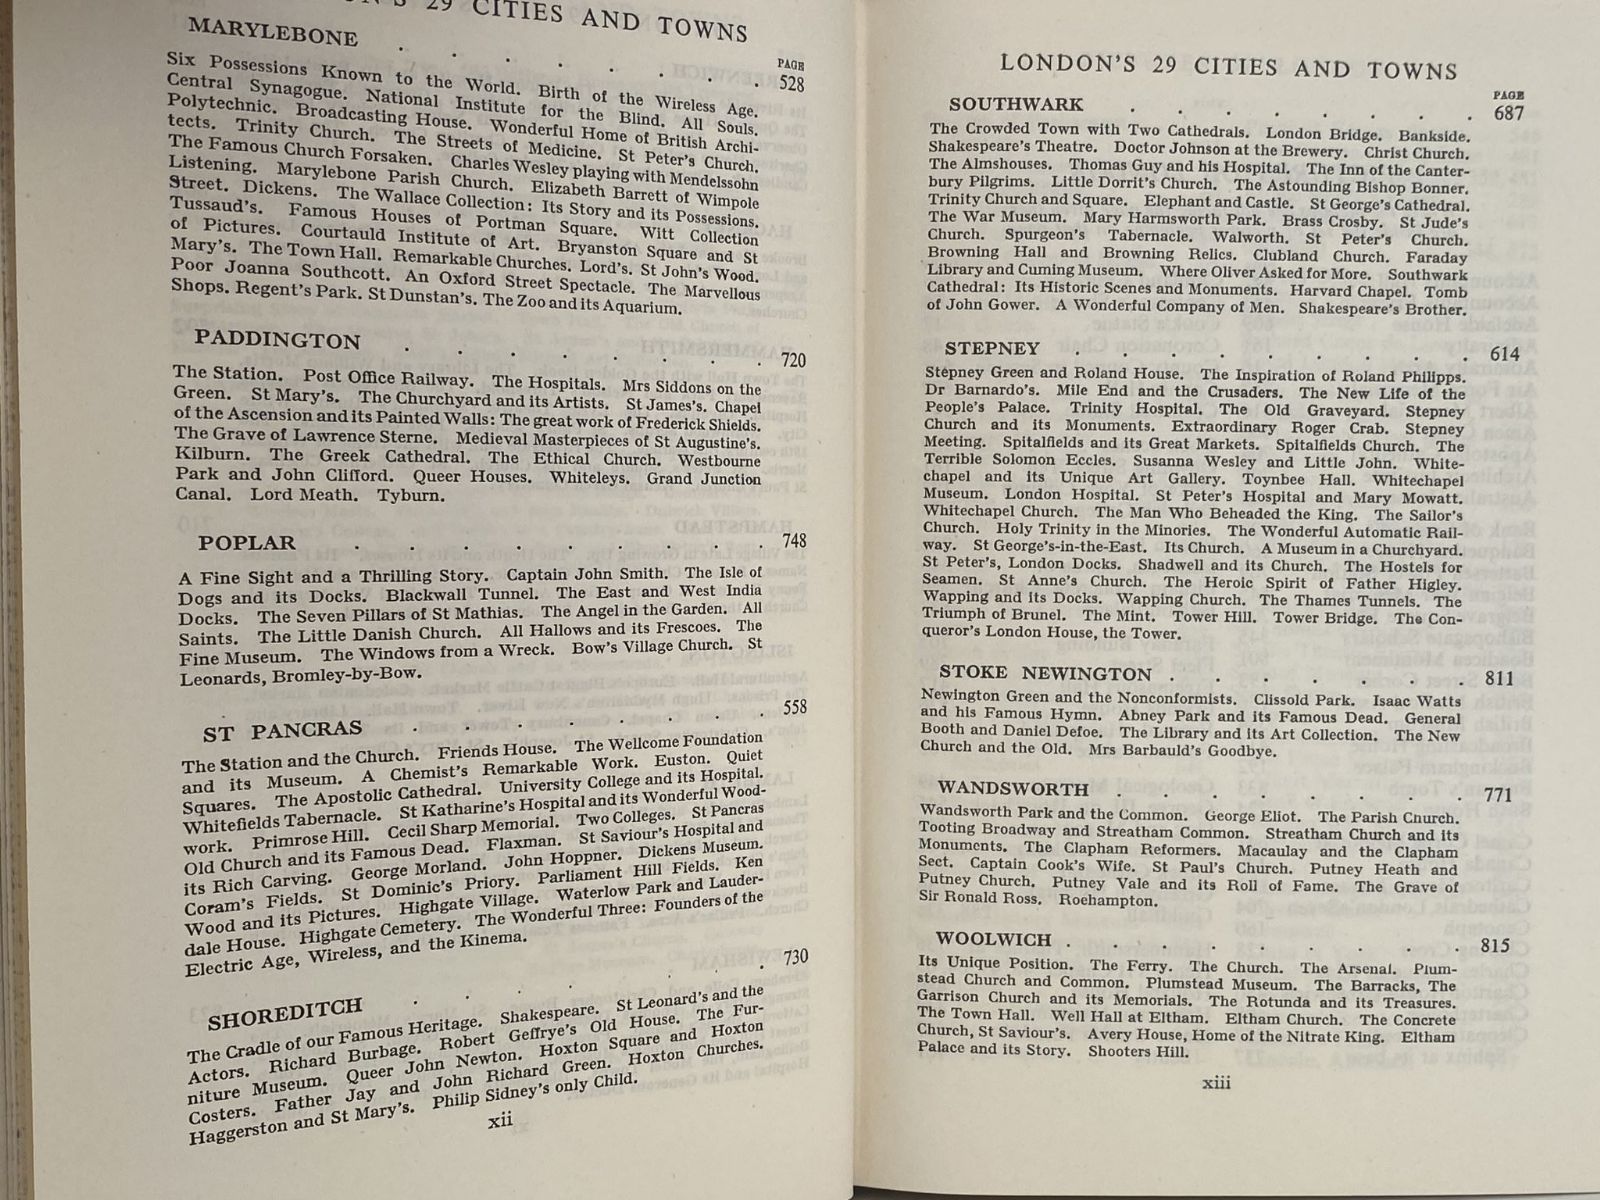 29 CITIES AND TOWNS
MARYLEBONE . . . . . . . .
PAGE
528
Six Possessions Known to the World. Birth of the Wireless Age.
Central Synagogue. National Institute for the Blind. All Souls.
Polytechnic. Broadcasting House. Wonderful Home of British Archi-
tects. Trinity Church. The Streets of Medicine. St Peter's Church.
The Famous Church Forsaken. Charles Wesley playing with Mendelssohn
Listening. Marylebone Parish Church. Elizabeth Barrett of Wimpole
Street. Dickens. The Wallace Collection: Its Story and its Possessions.
Tussaud's. Famous Houses of Portman Square. Witt Collection
of Pictures. Courtauld Institute of Art. Bryanston Square and St
Mary's. The Town Hall. Remarkable Churches. Lord's. St John's Wood.
Poor Joanna Southcott. An Oxford Street Spectacle. The Marvellous
Shops. Regent's Park. St Dunstan's. The Zoo and its Aquarium.
PADDINGTON . . . . . . . . 720
The Station. Post Office Railway. The Hospitals. Mrs Siddons on the
Green. St Mary's. The Churchyard and its Artists. St James's. Chapel
of the Ascension and its Painted Walls: The great work of Frederick Shields.
The Grave of Lawrence Sterne. Medieval Masterpieces of St Augustine's.
Kilburn. The Greek Cathedral. The Ethical Church. Westbourne
Park and John Clifford. Queer Houses. Whiteleys. Grand Junction
Canal. Lord Meath. Tyburn.
POPLAR . . . . . . . . . 748
A Fine Sight and a Thrilling Story. Captain John Smith. The Isle of
Dogs and its Docks. Blackwall Tunnel. The East and West India
Docks. The Seven Pillars of St Mathias. The Angel in the Garden. All
Saints. The Little Danish Church. All Hallows and its Frescoes. The
Fine Museum. The Windows from a Wreck. Bow's Village Church. St
Leonards, Bromley-by-Bow.
ST PANCRAS . . . . . . . . 558
The Station and the Church. Friends House. The Wellcome Foundation
and its Museum. A Chemist's Remarkable Work. Euston. Quiet
Squares. The Apostolic Cathedral. University College and its Hospital.
Whitefields Tabernacle. St Katharine's Hospital and its Wonderful Wood-
work. Primrose Hill. Cecil Sharp Memorial. Two Colleges. St Pancras
Old Church and its Famous Dead. Flaxman. St Saviour's Hospital and
its Rich Carving. George Morland. John Hoppner. Dickens Museum.
Coram's Fields. St Dominic's Priory. Parliament Hill Fields. Ken
Wood and its Pictures. Highgate Village. Waterlow Park and Lauder-
dale House. Highgate Cemetery. The Wonderful Three: Founders of the
Electric Age, Wireless, and the Kinema.
SHOREDITCH . . . . . . . . 730
The Cradle of our Famous Heritage. Shakespeare. St Leonard's and the
Actors. Richard Burbage. Robert Geffrye's Old House. The Fur-
niture Museum. Queer John Newton. Hoxton Square and Hoxton
Costers. Father Jay and John Richard Green. Hoxton Churches.
Haggerston and St Mary's. Philip Sidney's only Child.
xii
LONDON'S 29 CITIES AND TOWNS
PAGE
SOUTHWARK . . . . . . . . 687
The Crowded Town with Two Cathedrals. London Bridge. Bankside.
Shakespeare's Theatre. Doctor Johnson at the Brewery. Christ Church.
The Almshouses. Thomas Guy and his Hospital. The Inn of the Canter-
bury Pilgrims. Little Dorrit's Church. The Astounding Bishop Bonner.
Trinity Church and Square. Elephant and Castle. St George's Cathedral.
The War Museum. Mary Harmsworth Park. Brass Crosby. St Jude's
Church. Spurgeon's Tabernacle. Walworth. St Peter's Church.
Browning Hall and Browning Relics. Clubland Church. Faraday
Library and Cuming Museum. Where Oliver Asked for More. Southwark
Cathedral: Its Historic Scenes and Monuments. Harvard Chapel. Tomb
of John Gower. A Wonderful Company of Men. Shakespeare's Brother.
STEPNEY . . . . . . . . . 614
Stepney Green and Roland House. The Inspiration of Roland Philipps.
Dr Barnardo's. Mile End and the Crusaders. The New Life of the
People's Palace. Trinity Hospital. The Old Graveyard. Stepney
Church and its Monuments. Extraordinary Roger Crab. Stepney
Meeting. Spitalfields and its Great Markets. Spitalfields Church. The
Terrible Solomon Eccles. Susanna Wesley and Little John. White-
chapel and its Unique Art Gallery. Toynbee Hall. Whitechapel
Museum. London Hospital. St Peter's Hospital and Mary Mowatt.
Whitechapel Church. The Man Who Beheaded the King. The Sailor's
Church. Holy Trinity in the Minories. The Wonderful Automatic Rail-
way. St George's-in-the-East. Its Church. A Museum in a Churchyard.
St Peter's, London Docks. Shadwell and its Church. The Hostels for
Seamen. St Anne's Church. The Heroic Spirit of Father Higley.
Wapping and its Docks. Wapping Church. The Thames Tunnels. The
Triumph of Brunel. The Mint. Tower Hill. Tower Bridge. The Con-
queror's London House, the Tower.
STOKE NEWINGTON . . . . . . . 811
Newington Green and the Nonconformists. Clissold Park. Isaac Watts
and his Famous Hymn. Abney Park and its Famous Dead. General
Booth and Daniel Defoe. The Library and its Art Collection. The New
Church and the Old. Mrs Barbauld's Goodbye.
WANDSWORTH . . . . . . . . 771
Wandsworth Park and the Common. George Eliot. The Parish Church.
Tooting Broadway and Streatham Common. Streatham Church and its
Monuments. The Clapham Reformers. Macaulay and the Clapham
Sect. Captain Cook's Wife. St Paul's Church. Putney Heath and
Putney Church. Putney Vale and its Roll of Fame. The Grave of
Sir Ronald Ross. Roehampton.
WOOLWICH . . . . . . . . . 815
Its Unique Position. The Ferry. The Church. The Arsenal. Plum-
stead Church and Common. Plumstead Museum. The Barracks, The
Garrison Church and its Memorials. The Rotunda and its Treasures.
The Town Hall. Well Hall at Eltham. Eltham Church. The Concrete
Church, St Saviour's. Avery House, Home of the Nitrate King. Eltham
Palace and its Story. Shooters Hill.
xiii